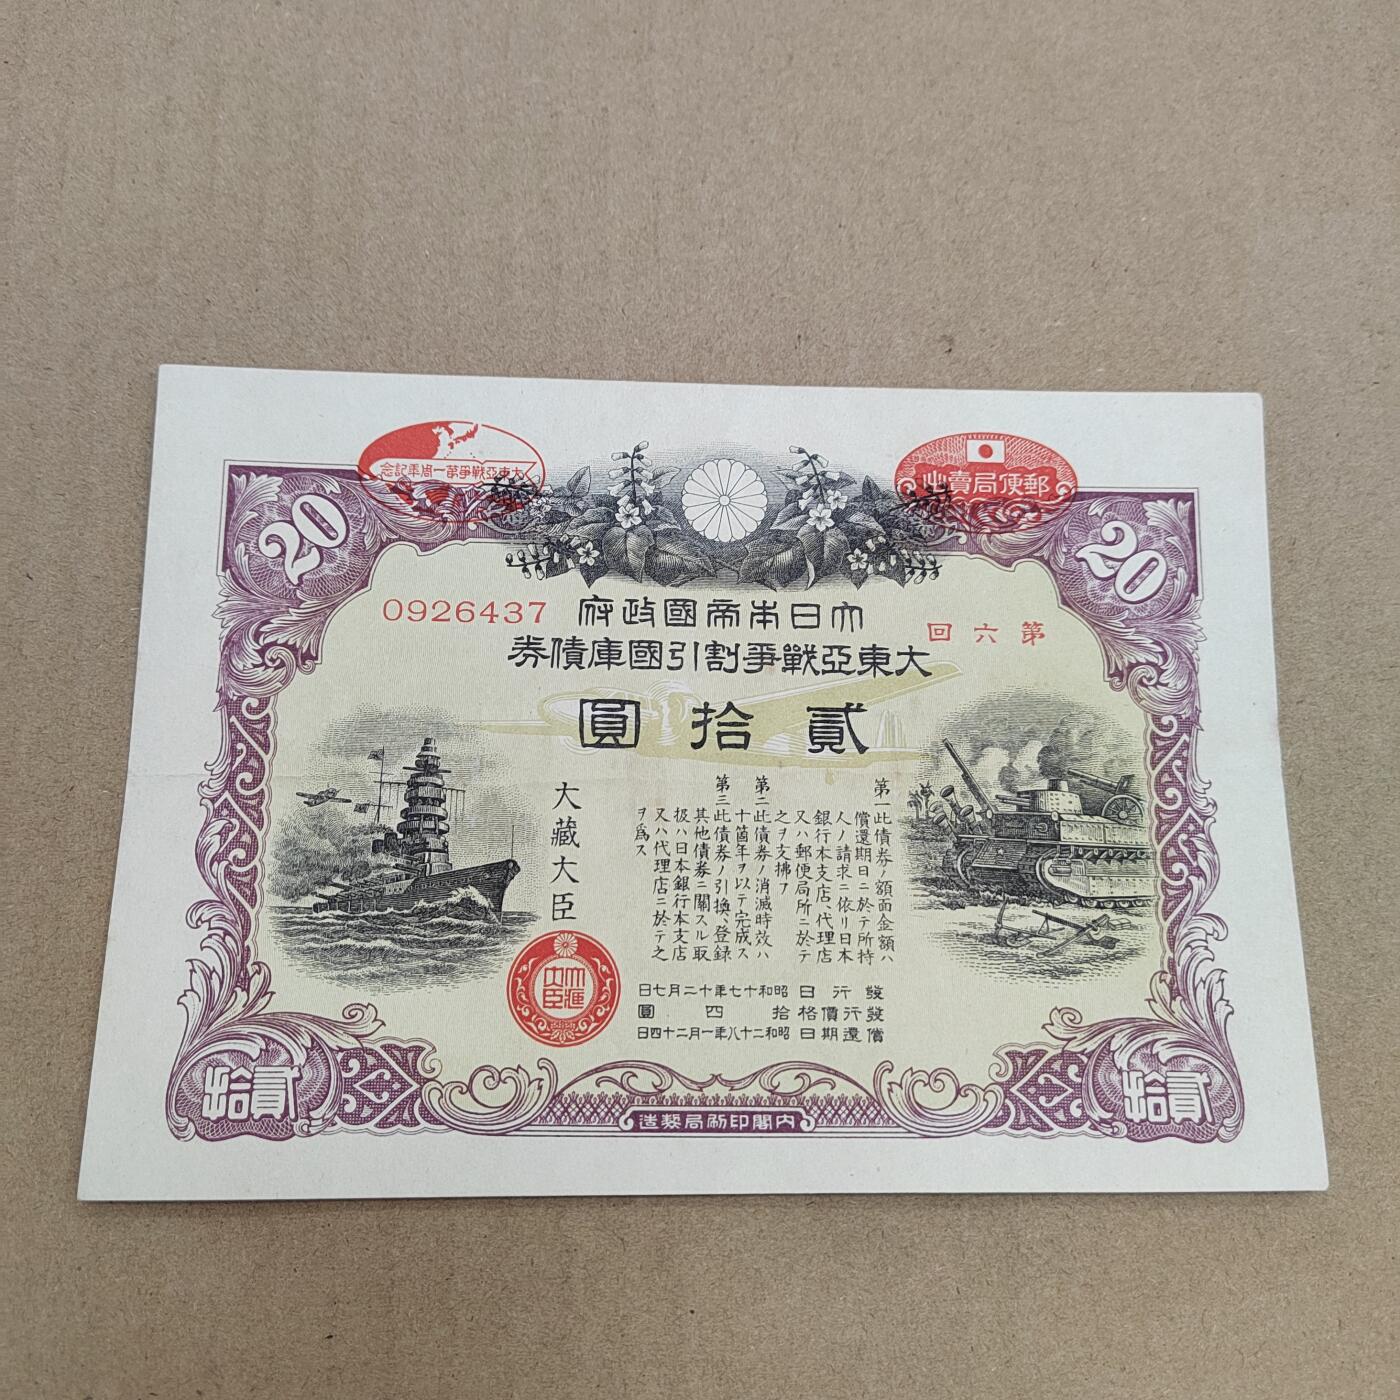 大東亞戰爭第一周年記念
郵便局賣出
20
20
0926437
大日本帝國政府
第六回
大東亞戰爭割引國庫債券
貳拾圓
第一此債券ノ額面金額ハ
償還期日ニ於テ所持
人ノ請求ニ依リ日本
銀行本支店、代理店
又ハ郵便局所ニ於テ
之ヲ支拂フ
第二此債券ノ消滅時效ハ
十箇年ヲ以テ完成ス
第三此債券ノ引換、登錄
其他債券ニ關スル取
扱ハ日本銀行本支店
又ハ代理店ニ於テ之
ヲ爲ス
大藏大臣
大藏大臣
發行日 昭和十七年十二月七日
發行價格 拾四圓
償還期日 昭和二十八年一月二十四日
貳拾
貳拾
內閣印刷局製造